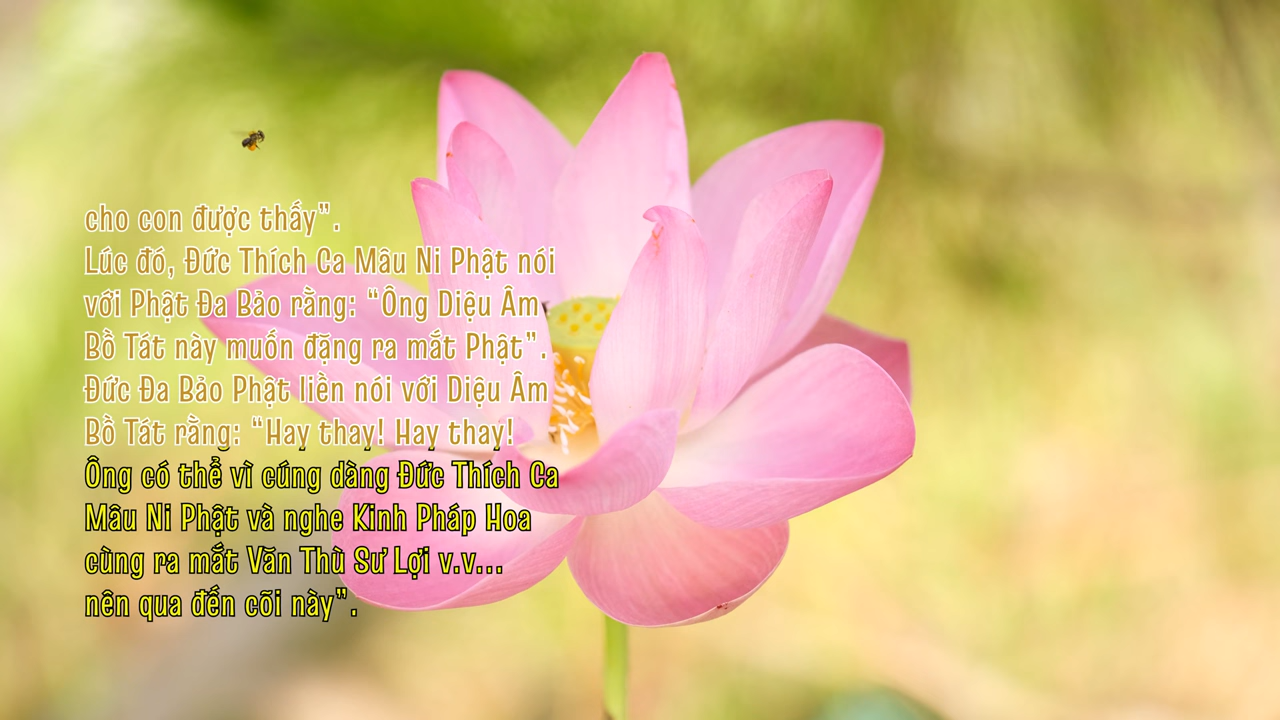 cho con được thấy”.
Lúc đó, Đức Thích Ca Mâu Ni Phật nói
với Phật Đa Bảo rằng: “Ông Diệu Âm
Bồ Tát này muốn đặng ra mắt Phật”.
Đức Đa Bảo Phật liền nói với Diệu Âm
Bồ Tát rằng: “Hay thay! Hay thay!
Ông có thể vì cúng dàng Đức Thích Ca
Mâu Ni Phật và nghe Kinh Pháp Hoa
cùng ra mắt Văn Thù Sư Lợi v.v...
nên qua đến cõi này”.